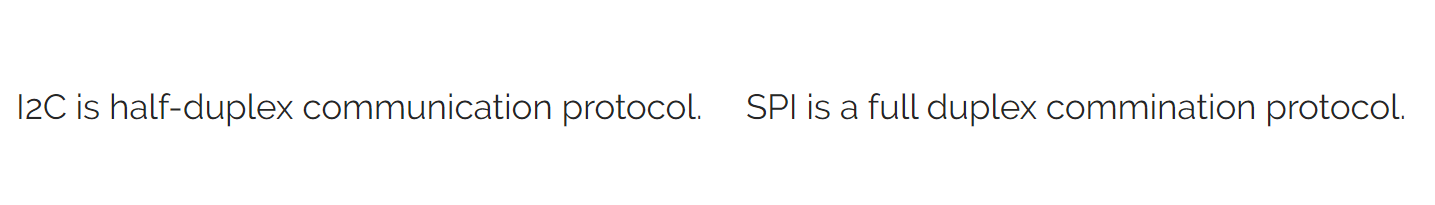 I2C is half-duplex communication protocol.
SPI is a full duplex commination protocol.